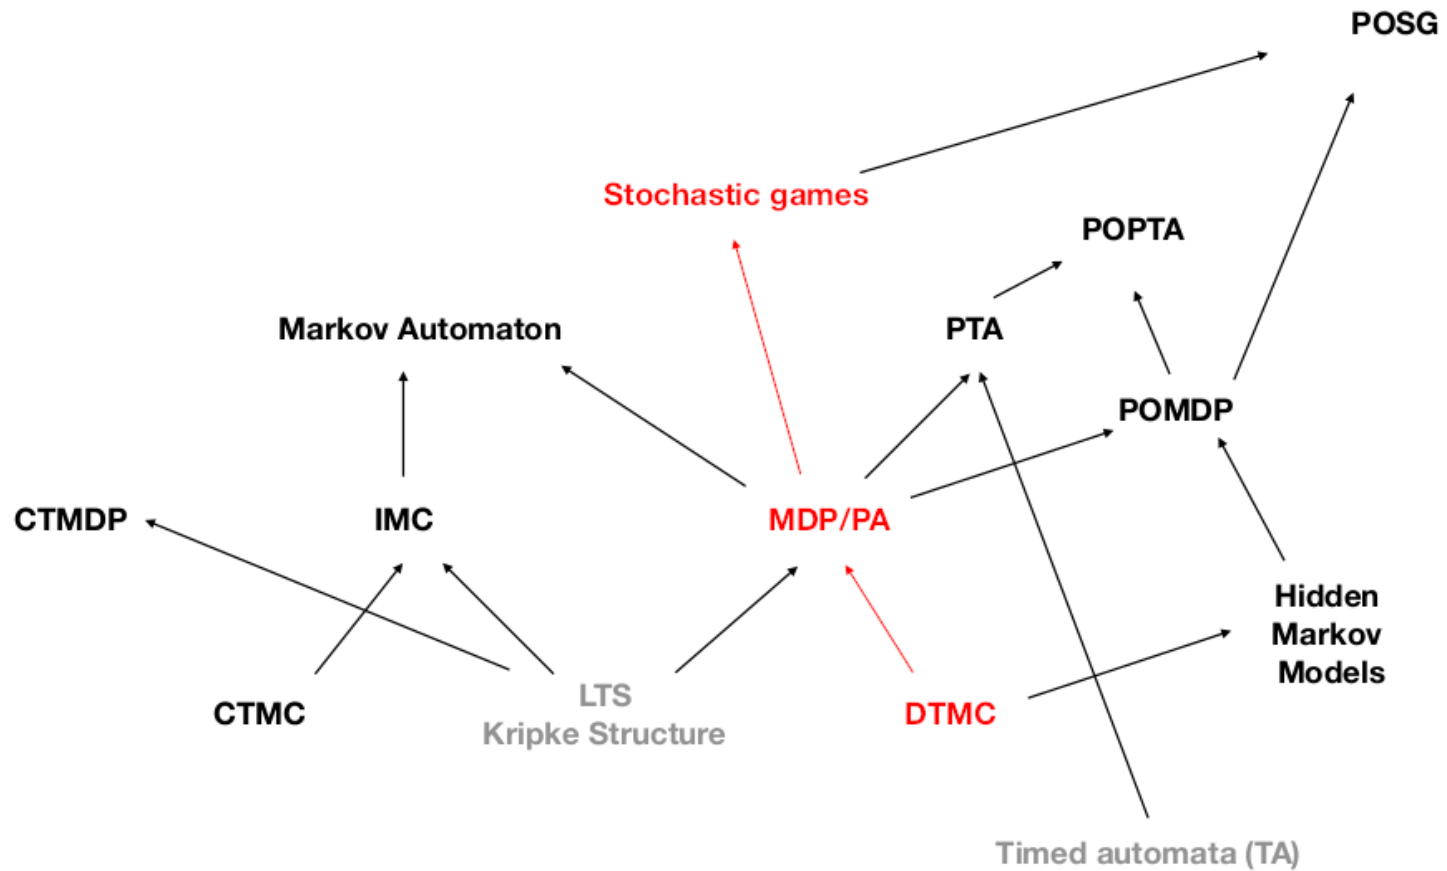 POSG
Stochastic games
POPTA
Markov Automaton
PTA
POMDP
CTMDP
IMC
MDP/PA
Hidden
Markov
Models
CTMC
LTS
Kripke Structure
DTMC
Timed automata (TA)